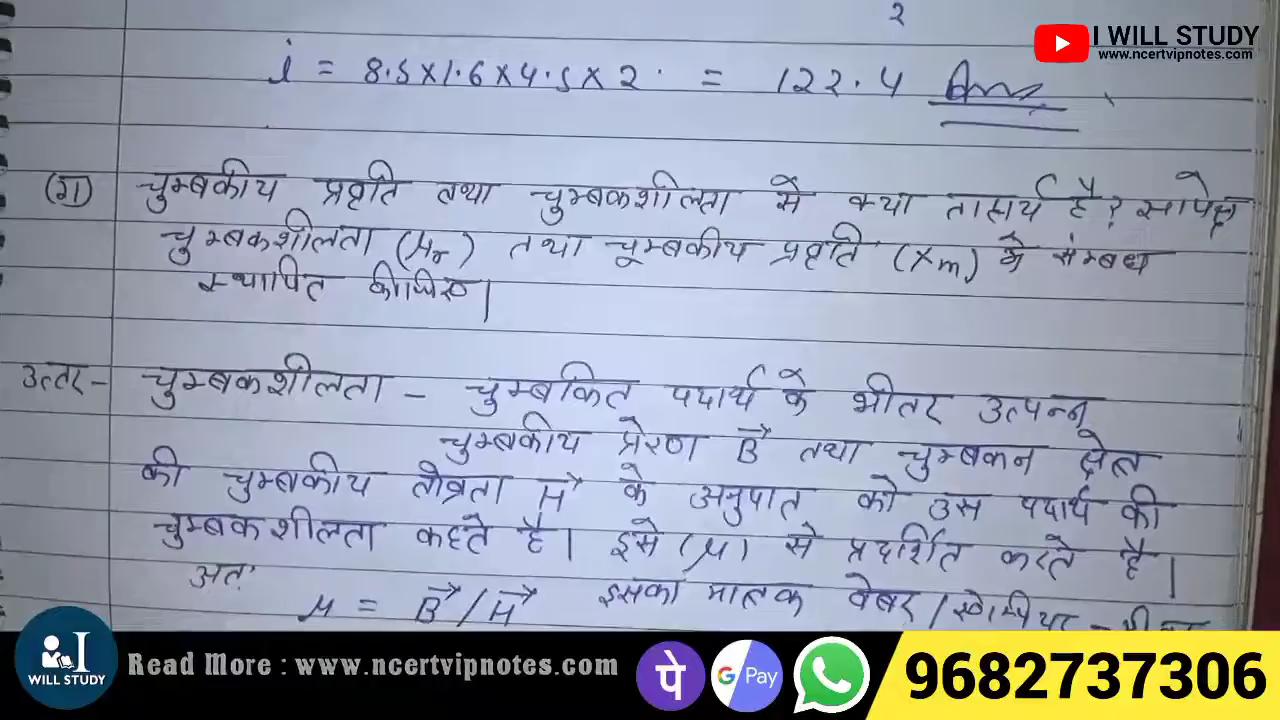 २
I WILL STUDY
www.ncertvipnotes.com
i = 8.5×1.6×4.5×2 = 122.4 Ans
(ग) चुम्बकीय प्रवृति तथा चुम्बकशीलता से क्या तात्पर्य है? सापेक्ष
चुम्बकशीलता (μr) तथा चुम्बकीय प्रवृति (xm) के संम्बध
स्थापित कीजिए।
उत्तर- चुम्बकशीलता - चुम्बकित पदार्थ के भीतर उत्पन्न
चुम्बकीय प्रेरण B⃗ तथा चुम्बकन क्षेत्र
की चुम्बकीय तीव्रता H⃗ के अनुपात को उस पदार्थ की
चुम्बकशीलता कहते है। इसे (μ) से प्रदर्शित करते है।
अतः
μ = B⃗/H⃗ इसका मात्रक वेबर/
I
WILL STUDY
Read More : www.ncertvipnotes.com
पे
G Pay
9682737306